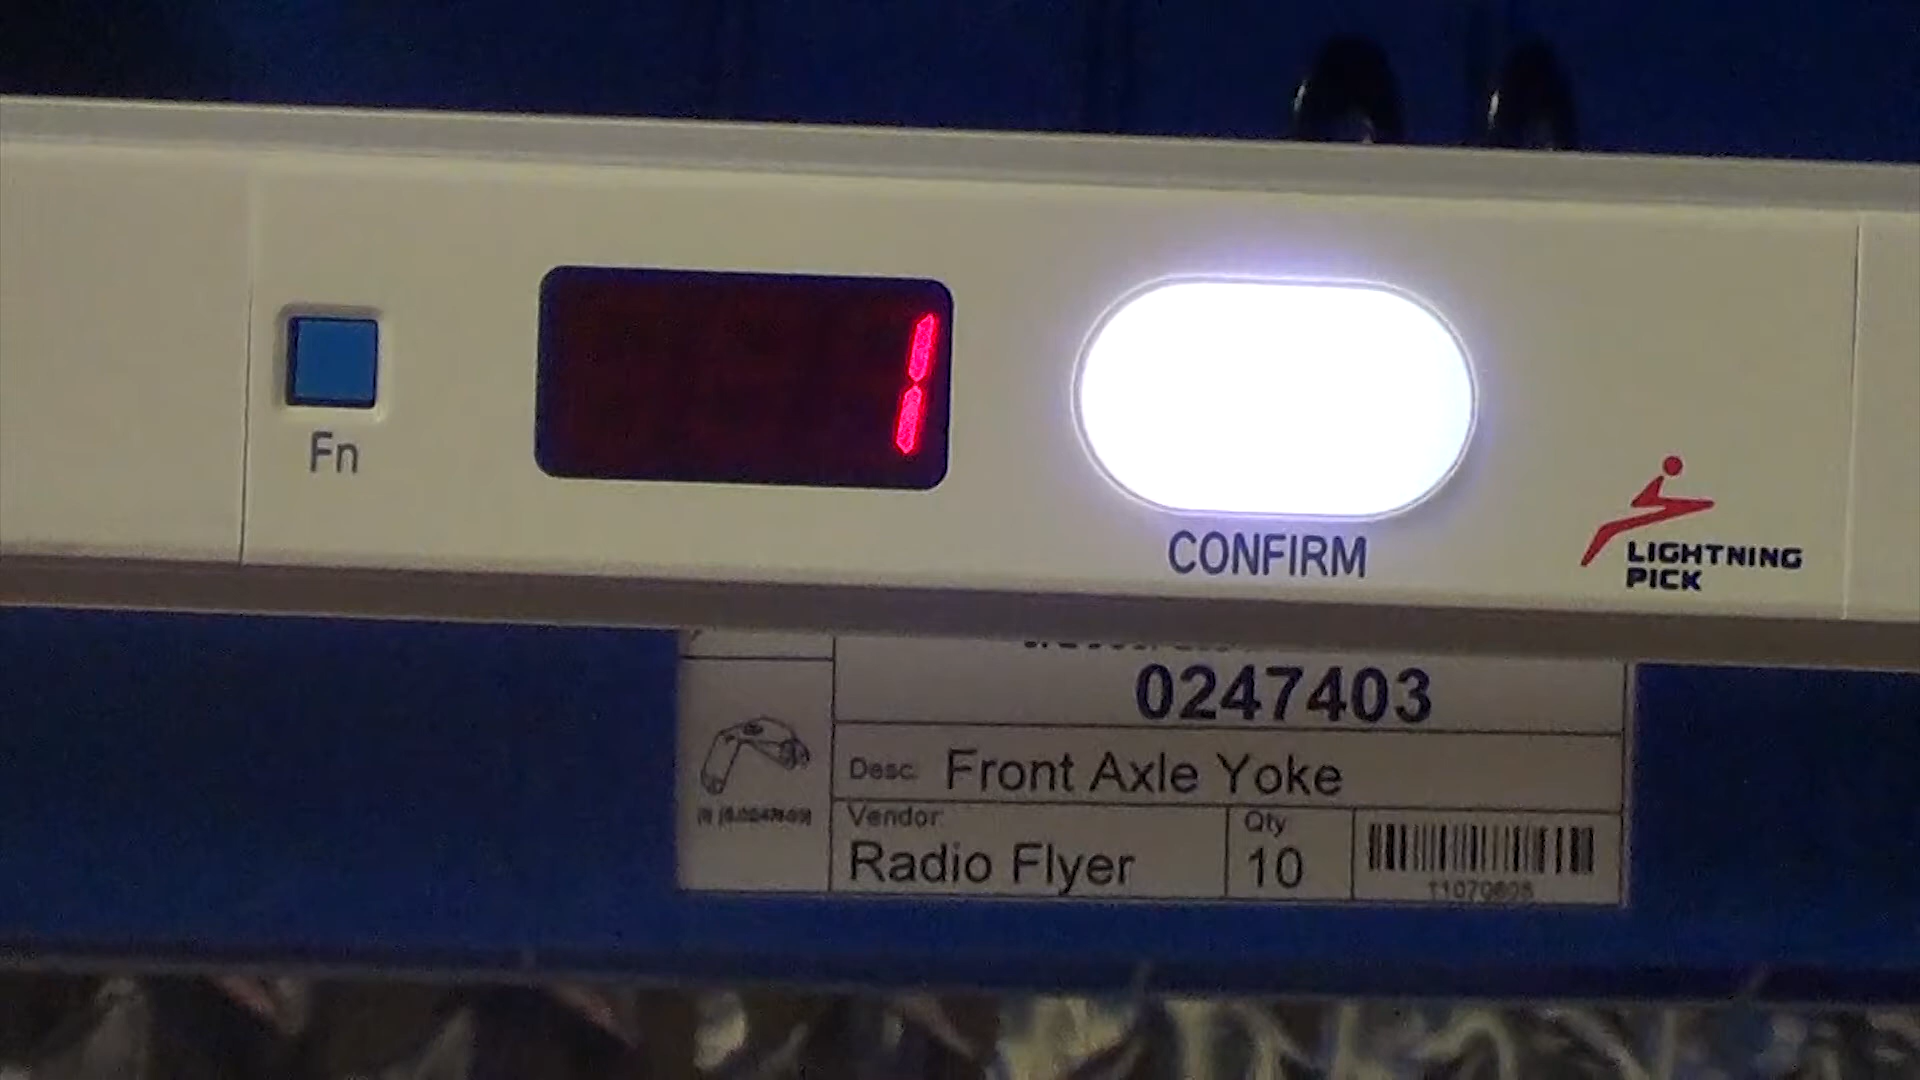 1
Fn
CONFIRM
LIGHTNING
PICK
0247403
Desc: Front Axle Yoke
Vendor:
Radio Flyer
Qty
10